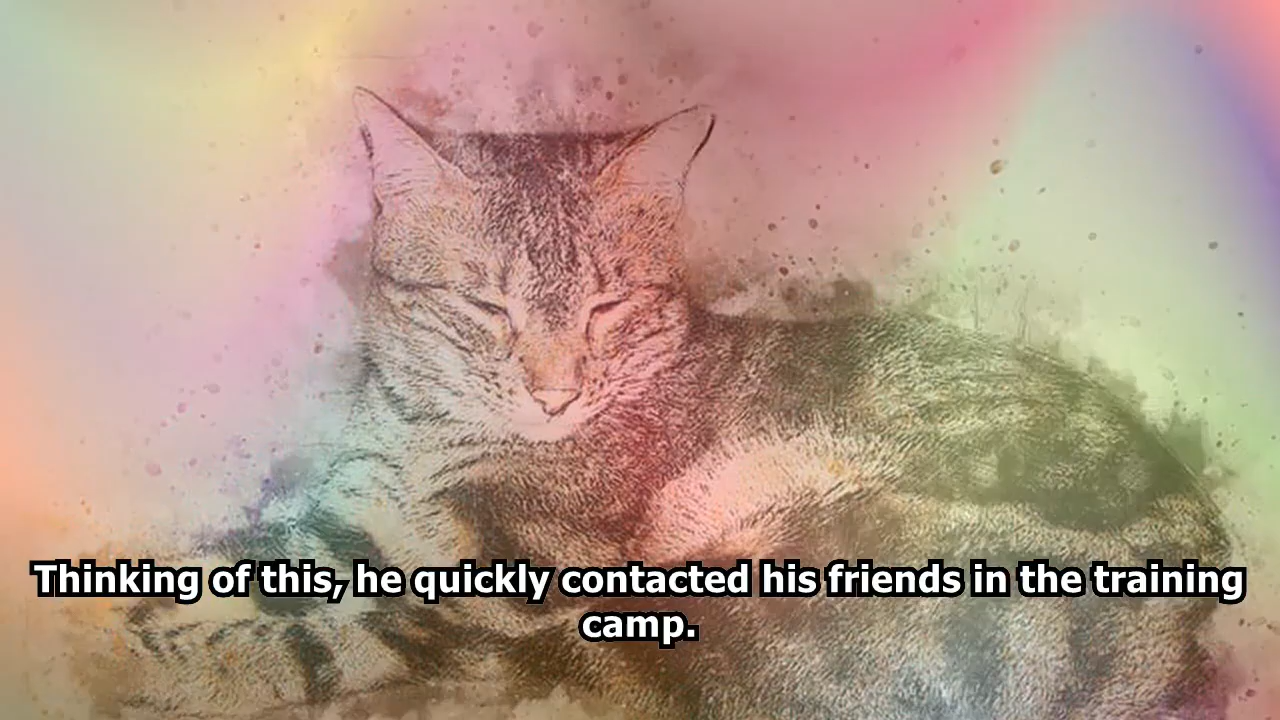 Thinking of this, he quickly contacted his friends in the training
camp.